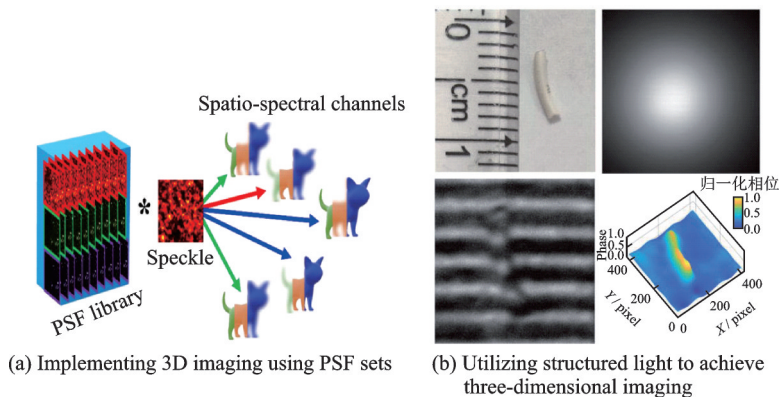 Spatio-spectral channels
*
Speckle
PSF library
(a) Implementing 3D imaging using PSF sets
0
cm
1
归一化相位
1.0
0.5
0.0
Phase
1.0
0.5
0.0
400
200
0
Y / pixel
0
200
400
X / pixel
(b) Utilizing structured light to achieve
three-dimensional imaging